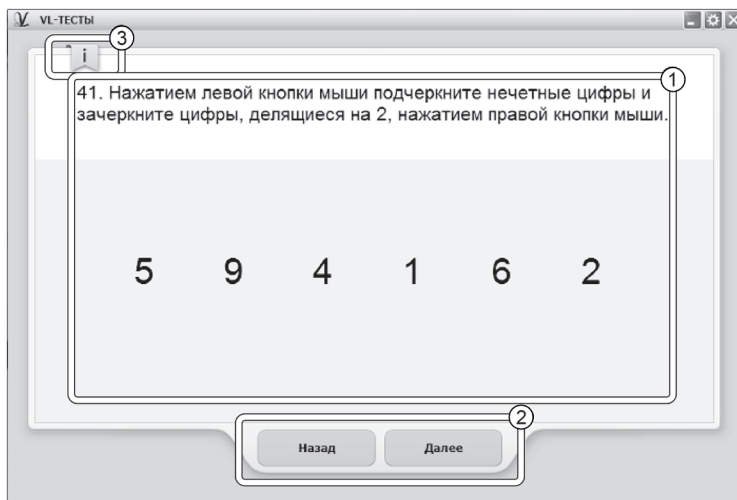 VL-ТЕСТЫ
3
i
1
41. Нажатием левой кнопки мыши подчеркните нечетные цифры и
зачеркните цифры, делящиеся на 2, нажатием правой кнопки мыши.
5 9 4 1 6 2
2
Назад Далее